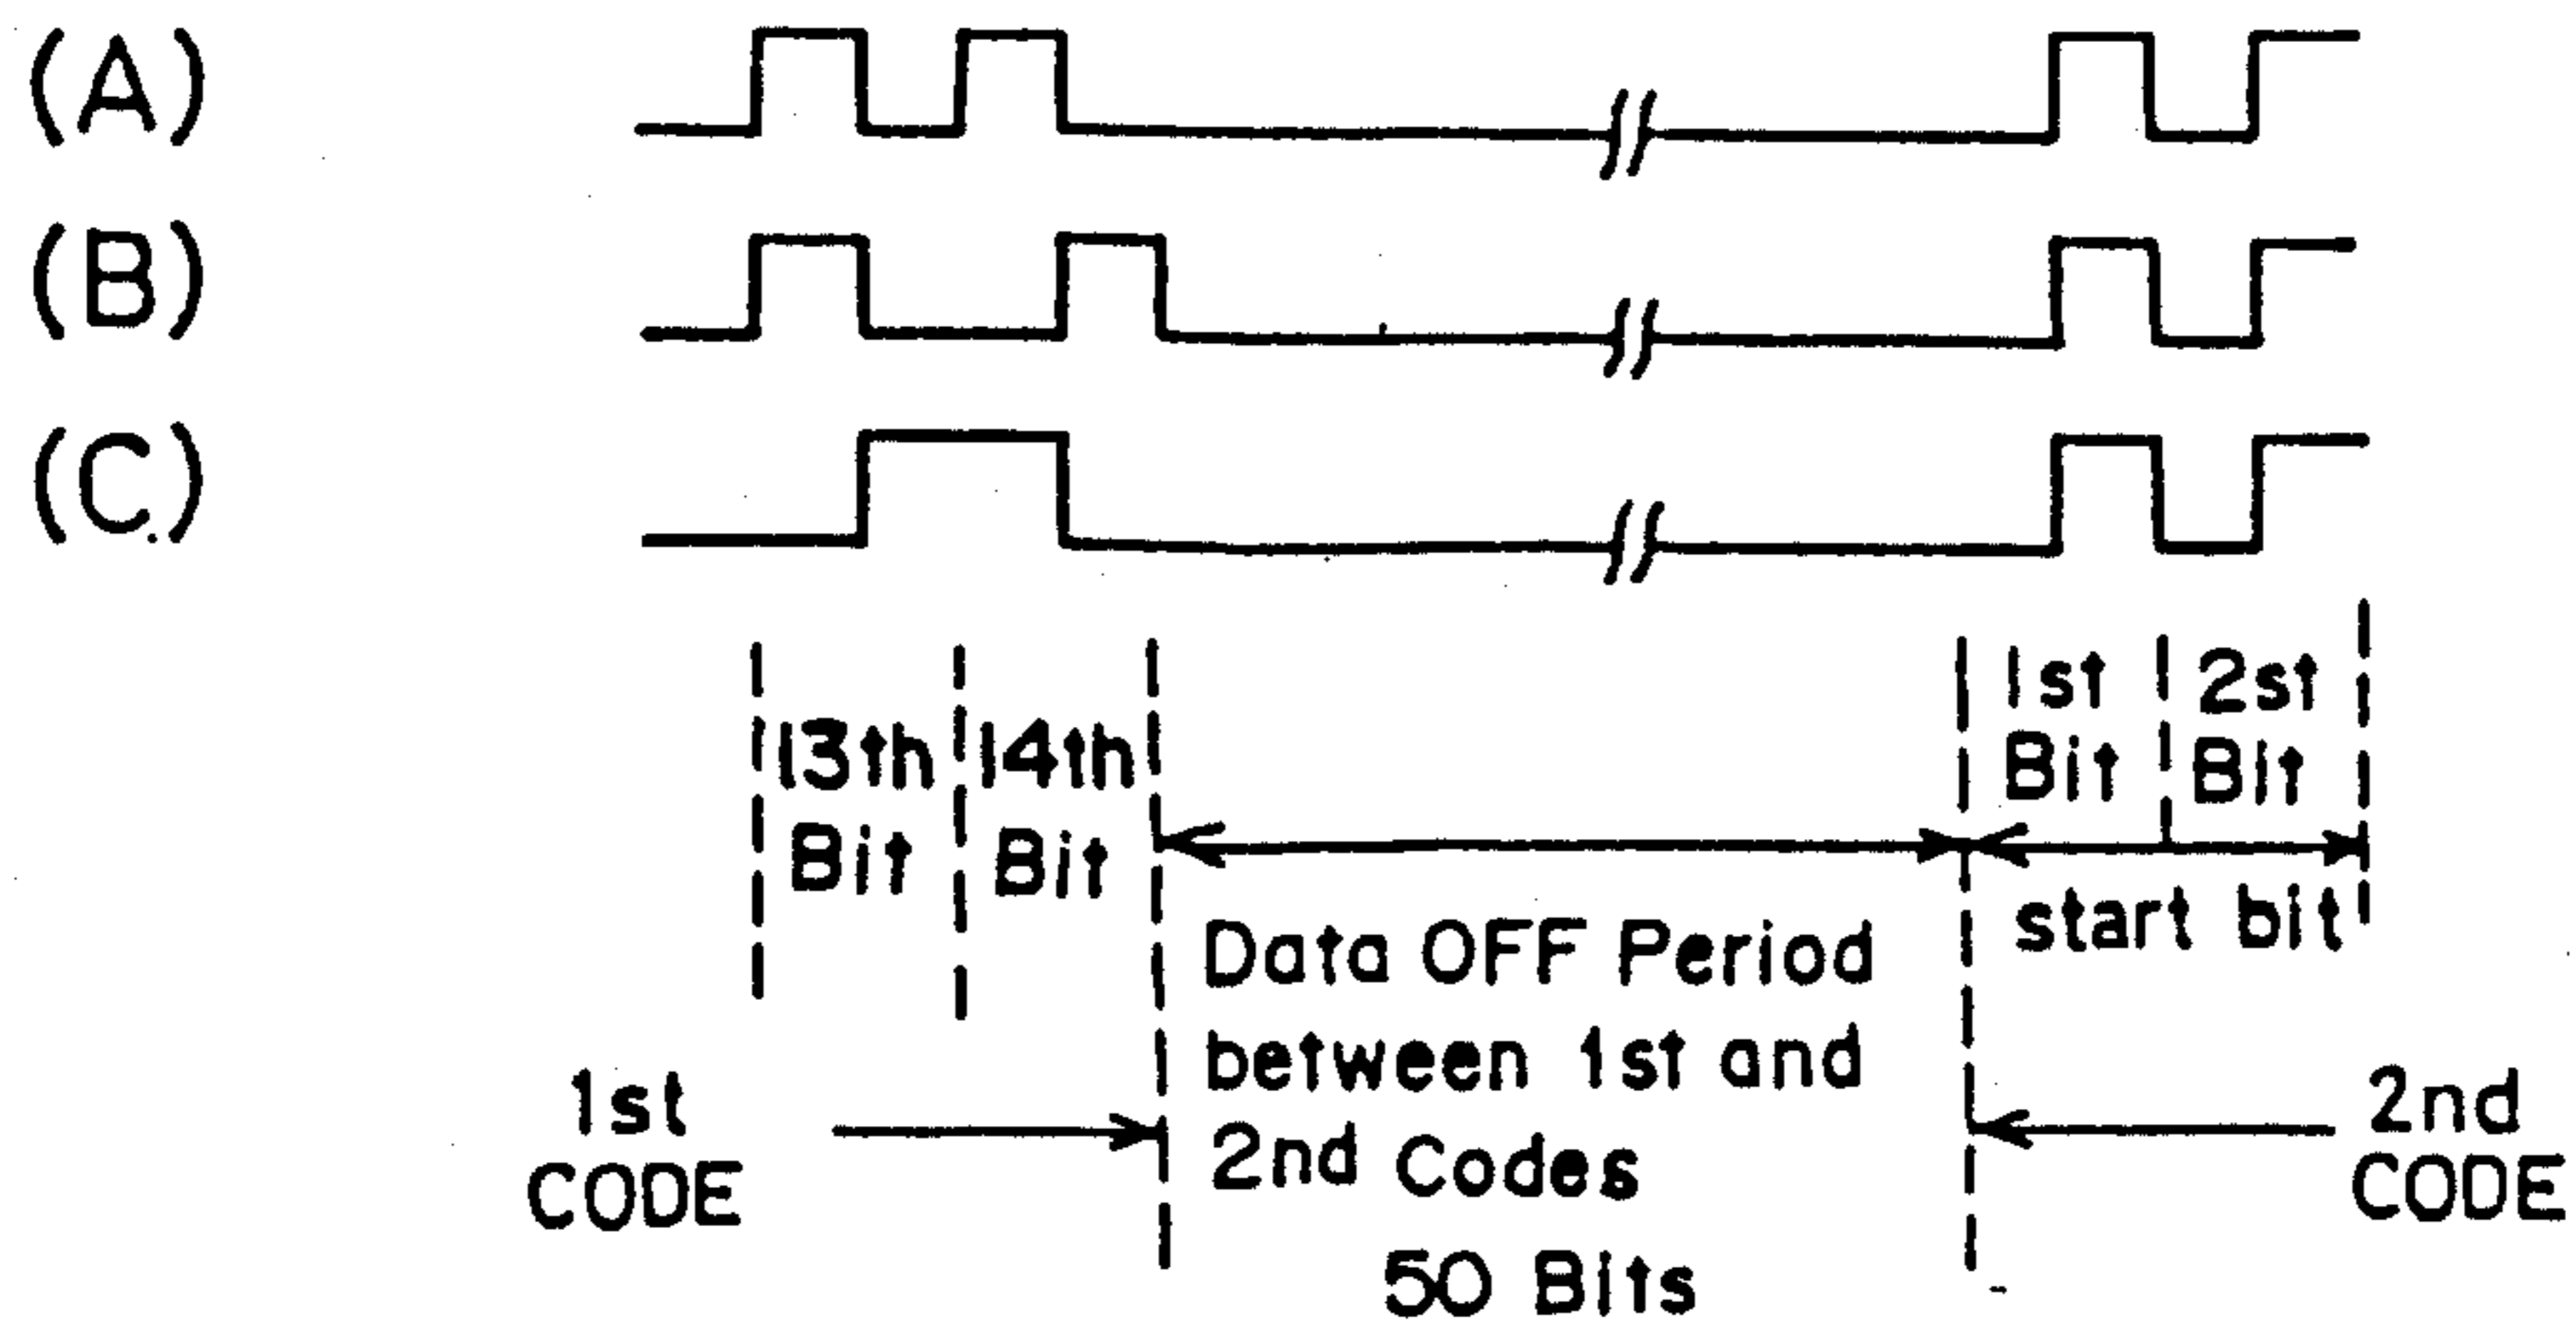 (A)
(B)
(C)
13th
Bit
14th
Bit
1st
Bit
2st
Bit
start bit
Data OFF Period
between 1st and
2nd Codes
50 Bits
1st
CODE
2nd
CODE